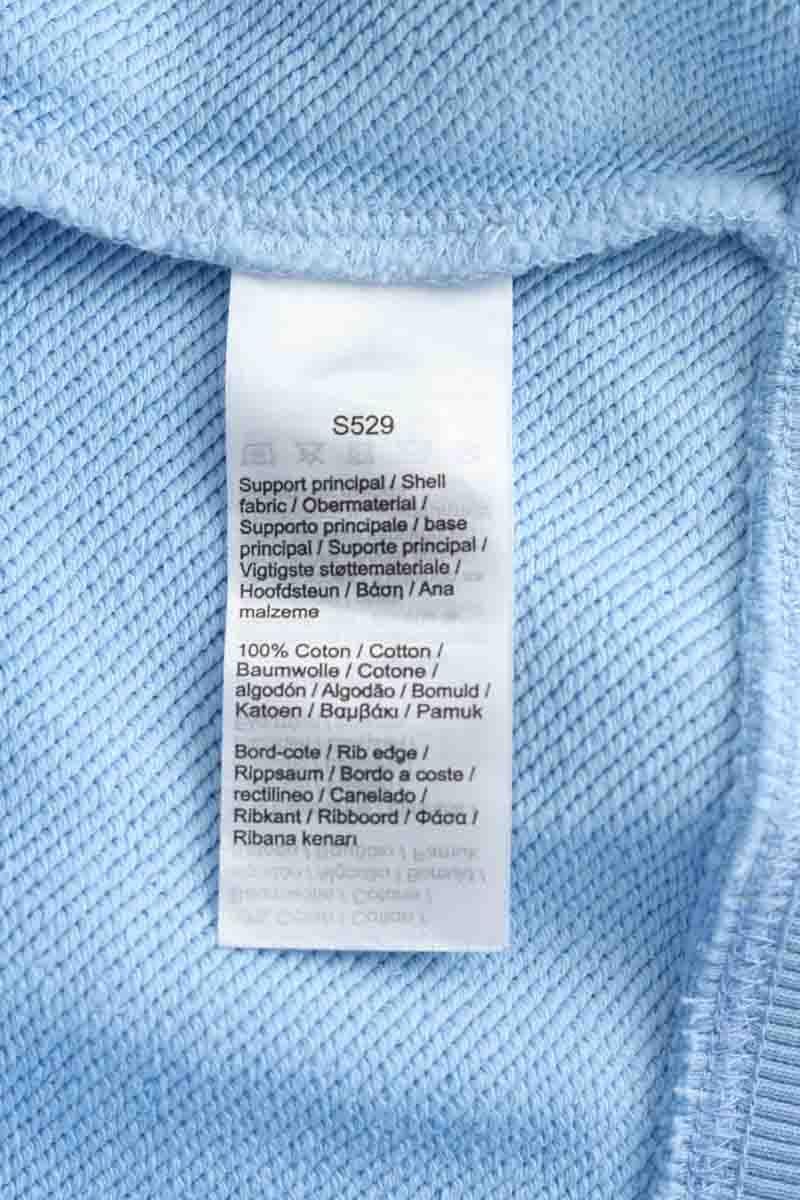 S529
Support principal / Shell
fabric / Obermaterial /
Supporto principale / base
principal / Suporte principal /
Vigtigste støttemateriale /
Hoofdsteun / Βάση / Ana
malzeme
100% Coton / Cotton /
Baumwolle / Cotone /
algodón / Algodão / Bomuld /
Katoen / Βαμβάκι / Pamuk
Bord-cote / Rib edge /
Rippsaum / Bordo a coste /
rectilineo / Canelado /
Ribkant / Ribboord / Φάσα /
Ribana kenarı